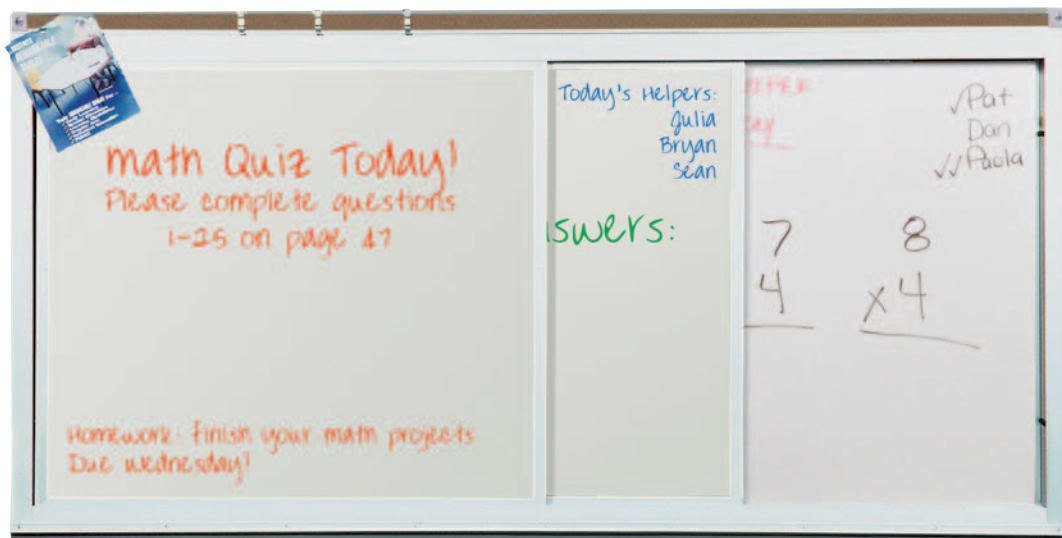 math Quiz Today!
Please complete questions
1-25 on page 47
Homework: finish your math projects
Due wednesday!
Today's Helpers:
Julia
Bryan
Sean
swers:
✓Pat
Dan
✓✓Paola
7
4
8
x4